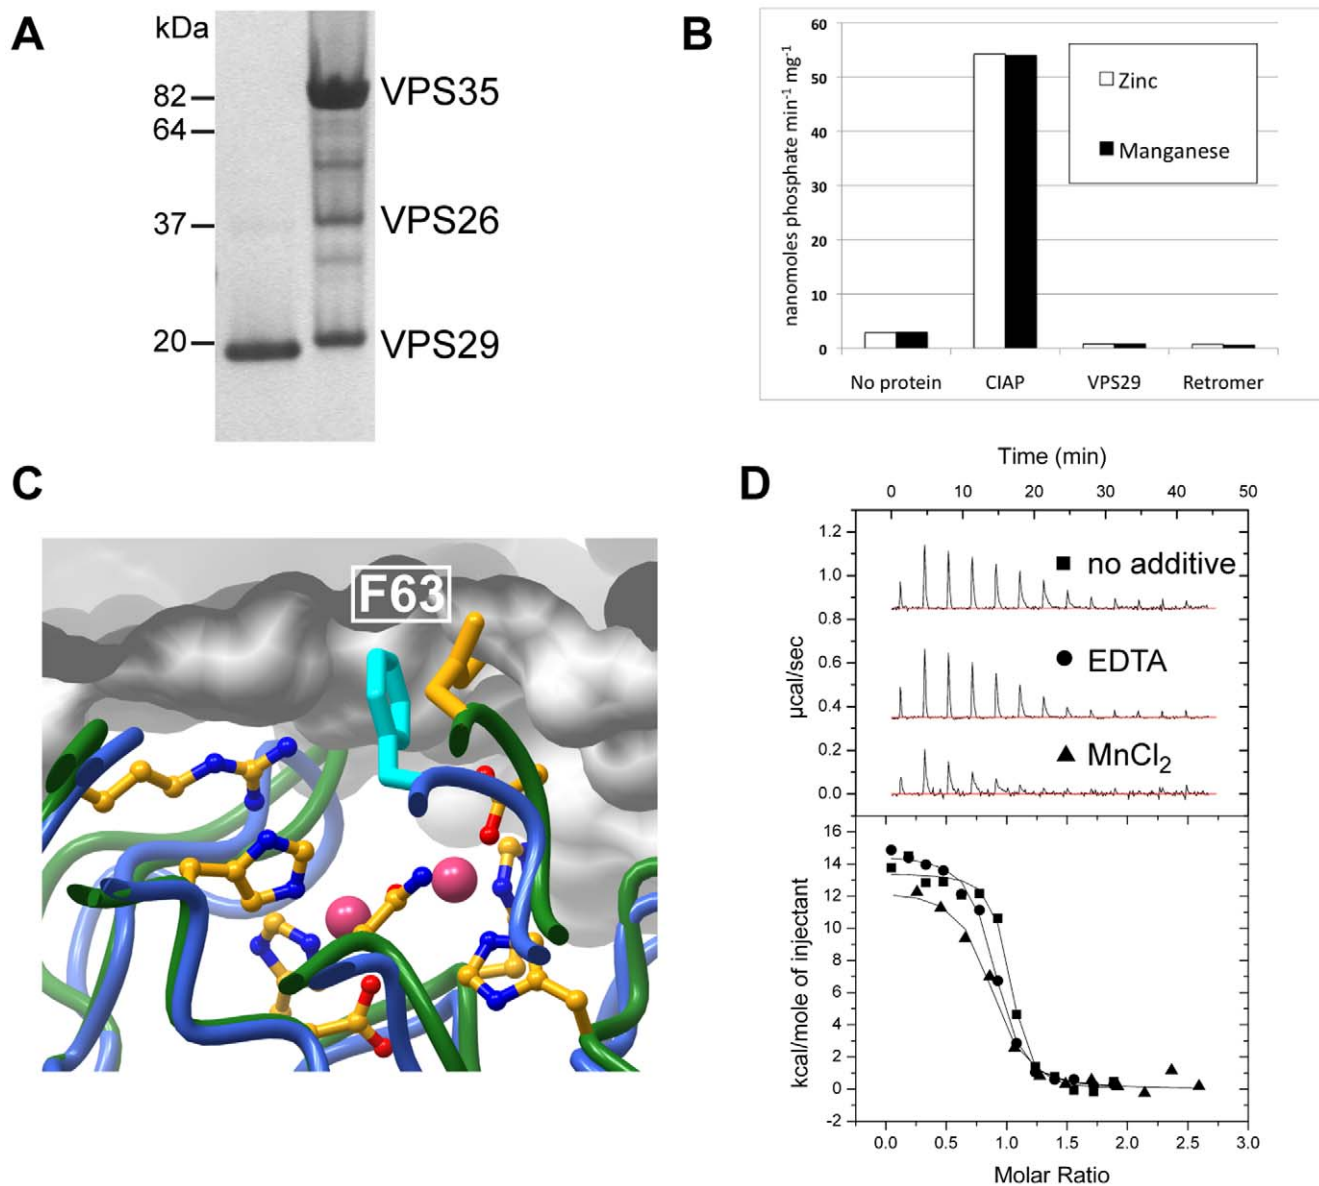 A
kDa
82
64
37
20
VPS35
VPS26
VPS29
B
nanomoles phosphate min-1 mg-1
60
50
40
30
20
10
0
Zinc
Manganese
No protein CIAP VPS29 Retromer
C
F63
D
Time (min)
0 10 20 30 40 50
µcal/sec
1.2
1.0
0.8
0.6
0.4
0.2
0.0
no additive
EDTA
MnCl2
kcal/mole of injectant
16
14
12
10
8
6
4
2
0
-2
0.0 0.5 1.0 1.5 2.0 2.5 3.0
Molar Ratio